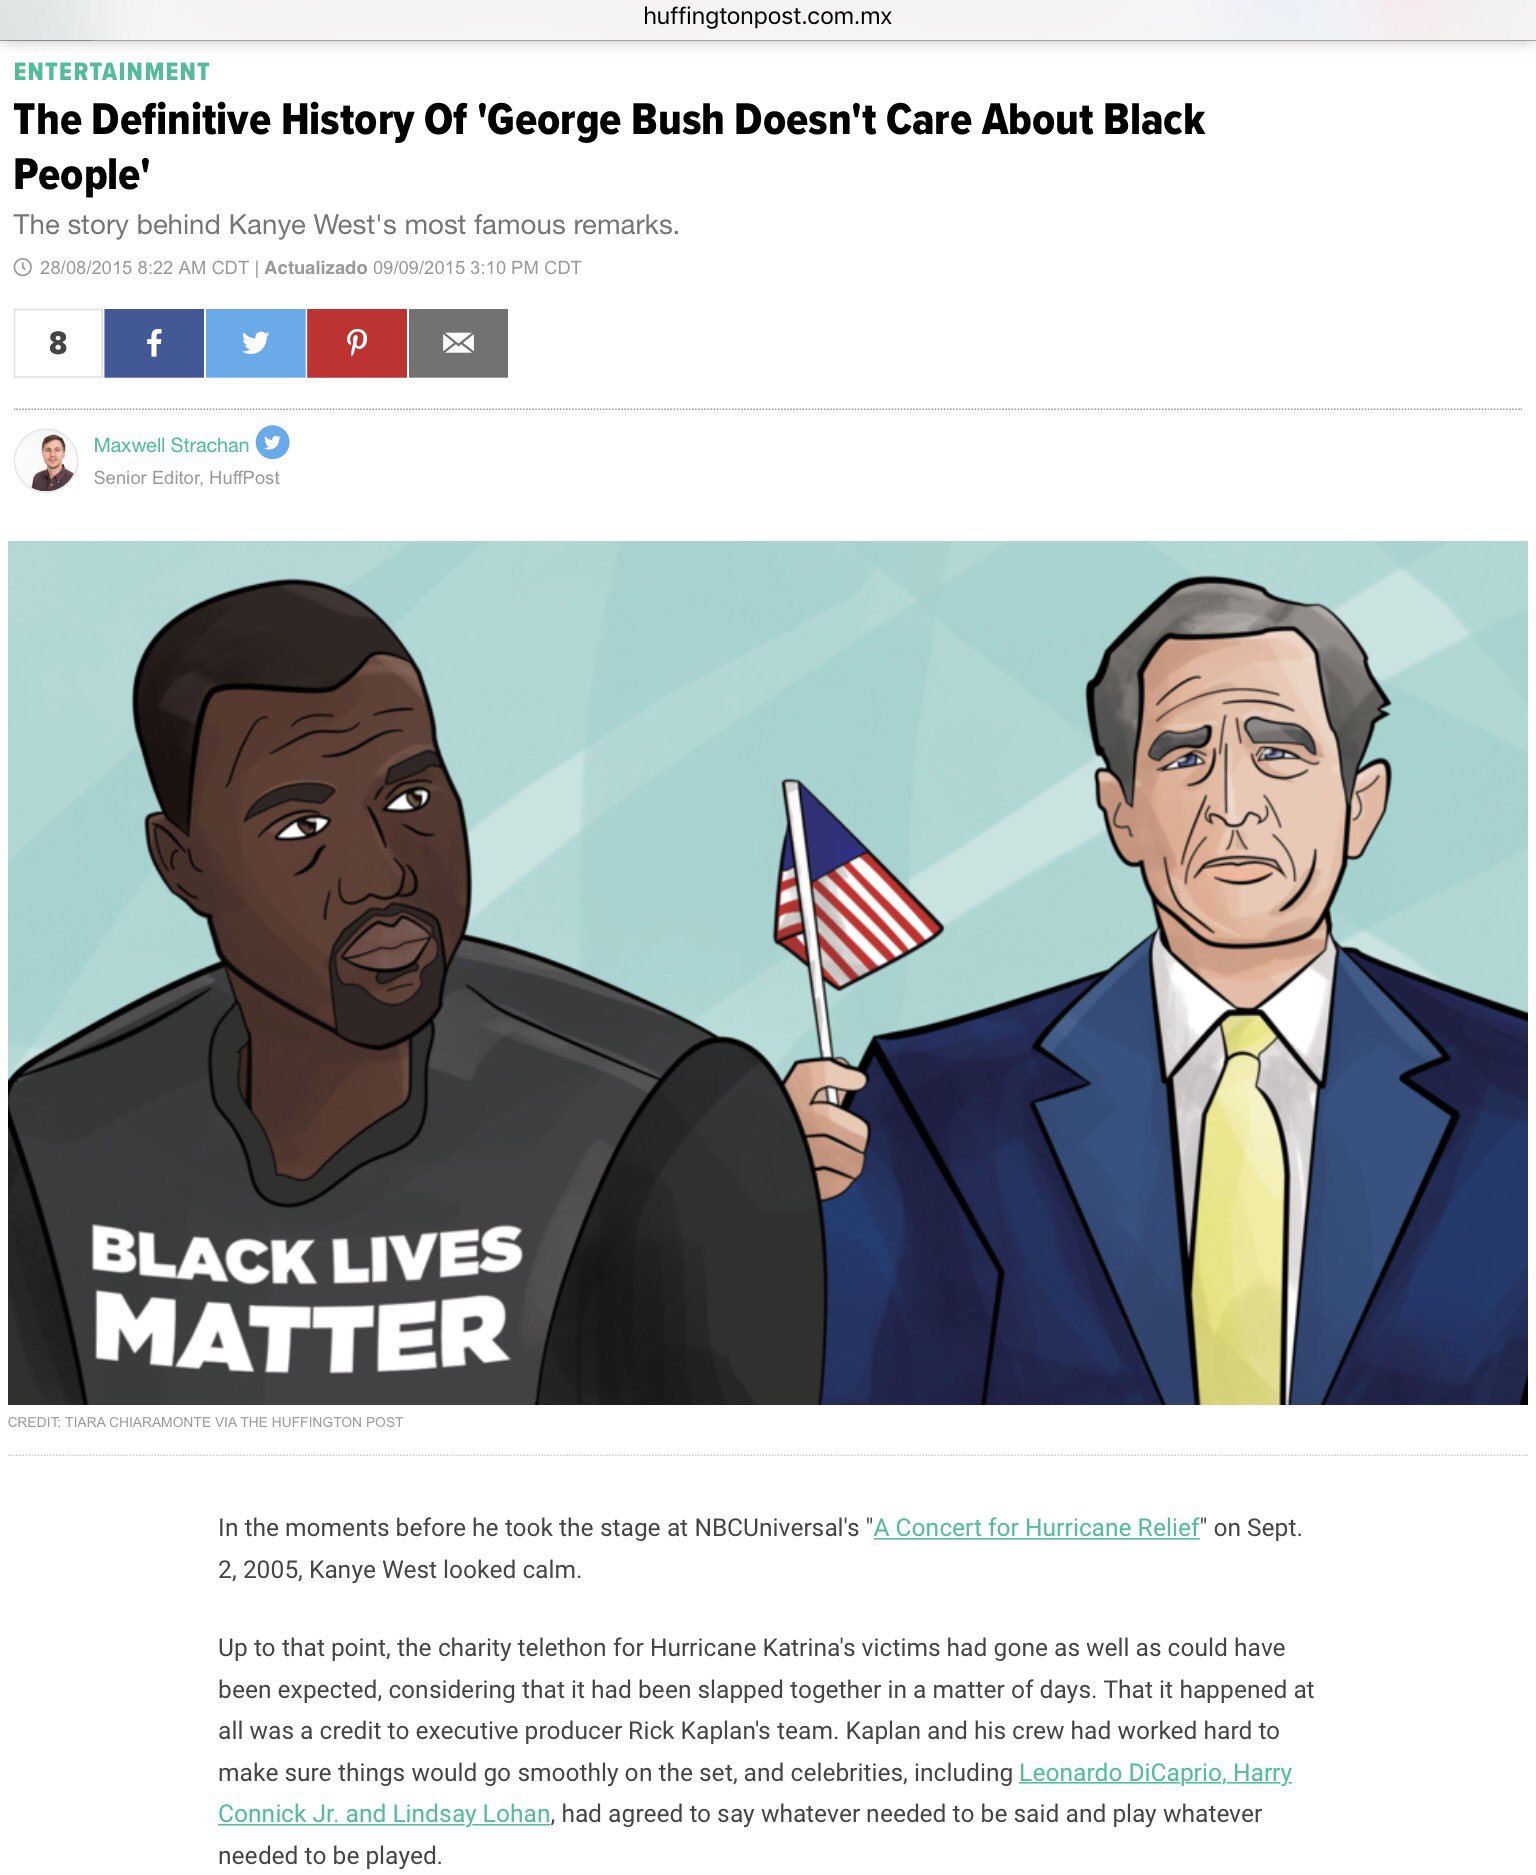 huffingtonpost.com.mx
ENTERTAINMENT
The Definitive History Of 'George Bush Doesn't Care About Black
People'
The story behind Kanye West's most famous remarks.
28/08/2015 8:22 AM CDT | Actualizado 09/09/2015 3:10 PM CDT
8
Maxwell Strachan
Senior Editor, HuffPost
BLACK LIVES
MATTER
CREDIT: TIARA CHIARAMONTE VIA THE HUFFINGTON POST
In the moments before he took the stage at NBCUniversal's "A Concert for Hurricane Relief" on Sept.
2, 2005, Kanye West looked calm.
Up to that point, the charity telethon for Hurricane Katrina's victims had gone as well as could have
been expected, considering that it had been slapped together in a matter of days. That it happened at
all was a credit to executive producer Rick Kaplan's team. Kaplan and his crew had worked hard to
make sure things would go smoothly on the set, and celebrities, including Leonardo DiCaprio, Harry
Connick Jr. and Lindsay Lohan, had agreed to say whatever needed to be said and play whatever
needed to be played.